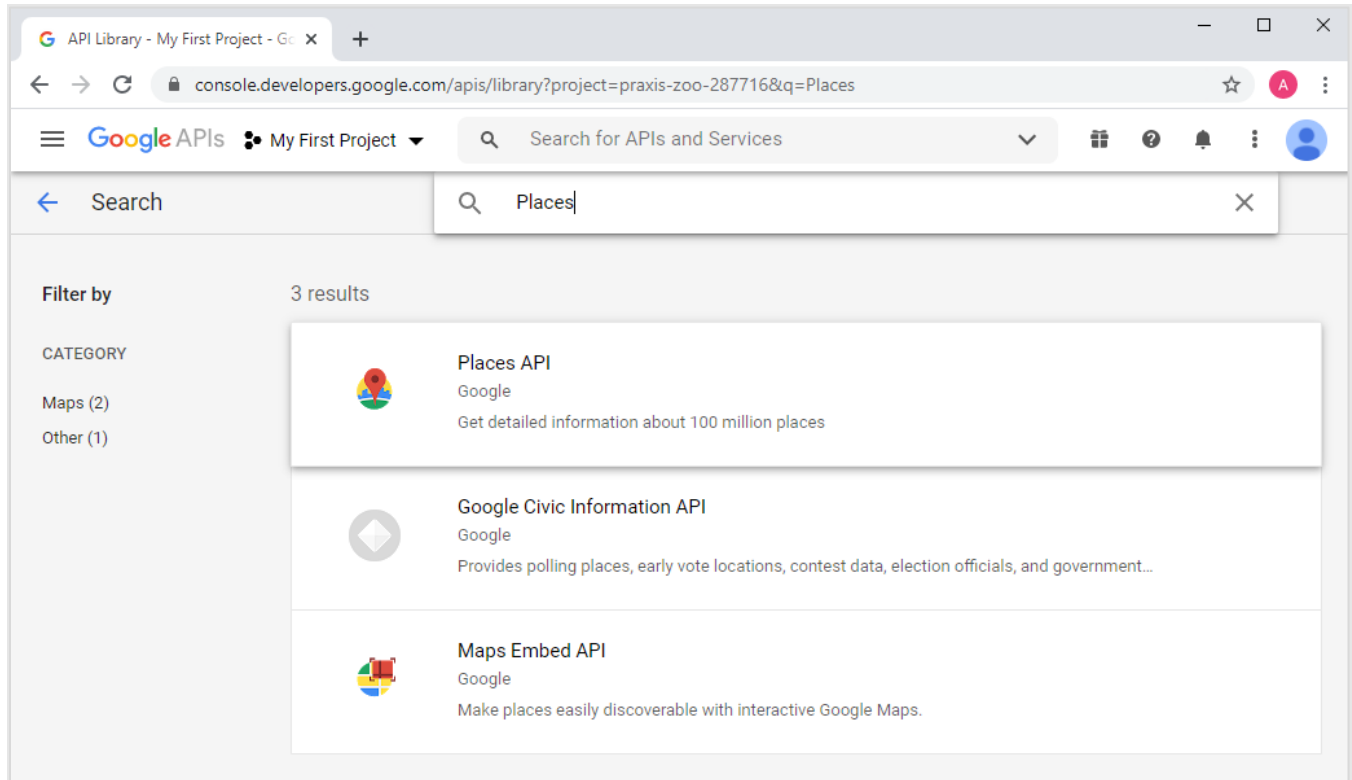 API Library - My First Project - Go
console.developers.google.com/apis/library?project=praxis-zoo-287716&q=Places
A
Google APIs
My First Project
Search for APIs and Services
Search
Places
Filter by
3 results
CATEGORY
Maps (2)
Other (1)
Places API
Google
Get detailed information about 100 million places
Google Civic Information API
Google
Provides polling places, early vote locations, contest data, election officials, and government…
Maps Embed API
Google
Make places easily discoverable with interactive Google Maps.